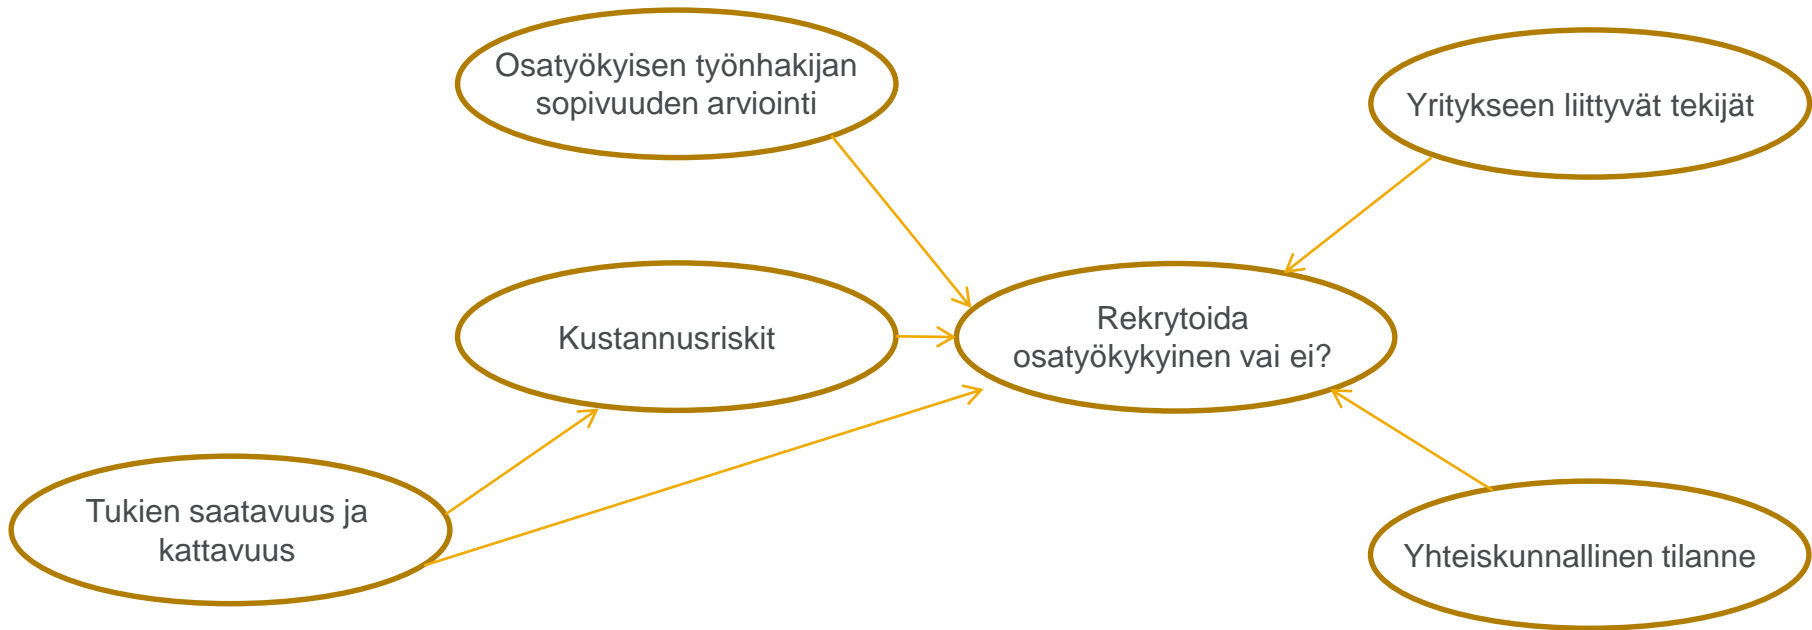 Osatyökyisen työnhakijan
sopivuuden arviointi
Yritykseen liittyvät tekijät
Kustannusriskit
Rekrytoida
osatyökykyinen vai ei?
Tukien saatavuus ja
kattavuus
Yhteiskunnallinen tilanne